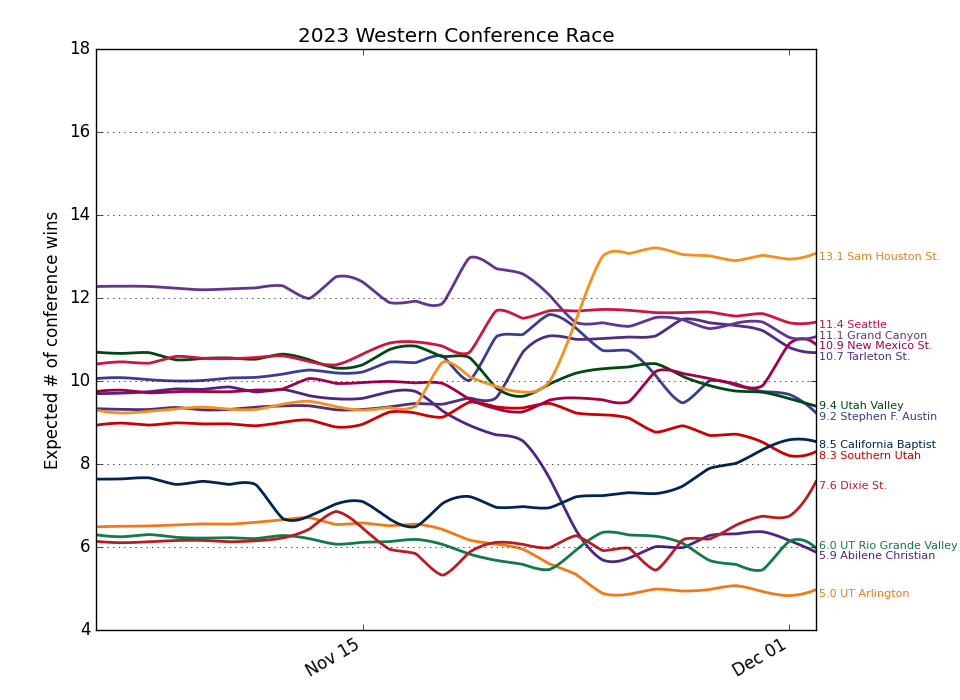 2023 Western Conference Race
Expected # of conference wins
18
16
14
12
10
8
6
4
Nov 15
Dec 01
13.1 Sam Houston St.
11.4 Seattle
11.1 Grand Canyon
10.9 New Mexico St.
10.7 Tarleton St.
9.4 Utah Valley
9.2 Stephen F. Austin
8.5 California Baptist
8.3 Southern Utah
7.6 Dixie St.
6.0 UT Rio Grande Valley
5.9 Abilene Christian
5.0 UT Arlington